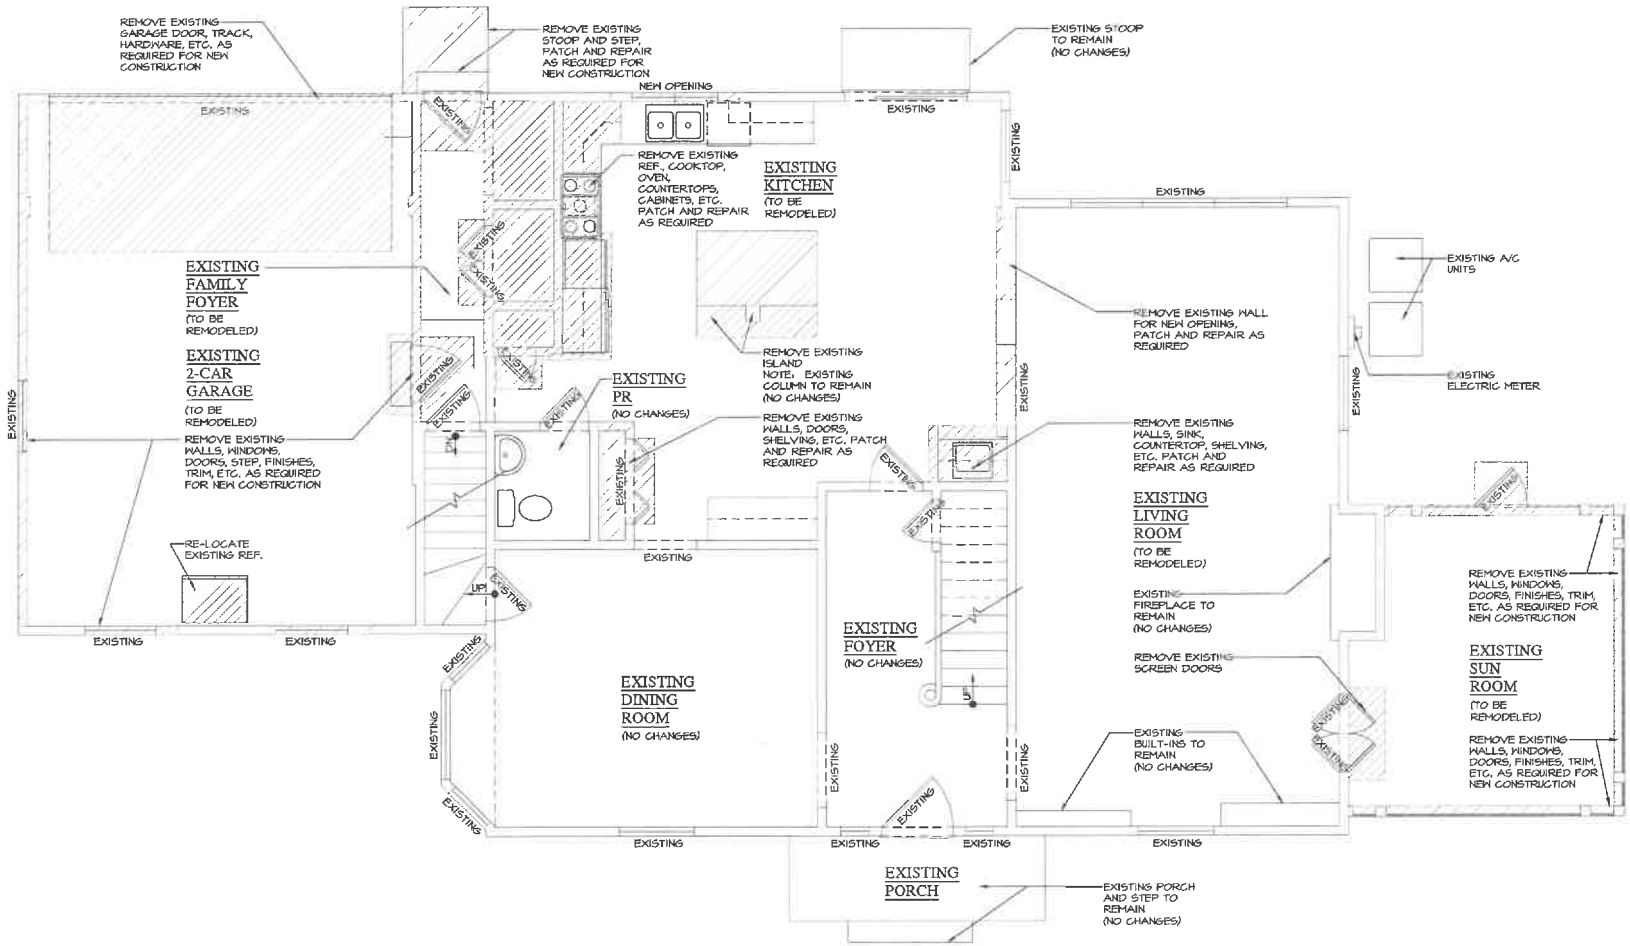 REMOVE EXISTING
GARAGE DOOR, TRACK,
HARDWARE, ETC. AS
REQUIRED FOR NEW
CONSTRUCTION
REMOVE EXISTING
STOOP AND STEP,
PATCH AND REPAIR
AS REQUIRED FOR
NEW CONSTRUCTION
EXISTING STOOP
TO REMAIN
(NO CHANGES)
NEW OPENING
EXISTING
EXISTING
EXISTING
EXISTING
REMOVE EXISTING
REF., COOKTOP,
OVEN,
COUNTERTOPS,
CABINETS, ETC.
PATCH AND REPAIR
AS REQUIRED
EXISTING
KITCHEN
(TO BE
REMODELED)
EXISTING
EXISTING
EXISTING
EXISTING
FAMILY
FOYER
(TO BE
REMODELED)
EXISTING
2-CAR
GARAGE
(TO BE
REMODELED)
EXISTING A/C
UNITS
REMOVE EXISTING WALL
FOR NEW OPENING,
PATCH AND REPAIR AS
REQUIRED
REMOVE EXISTING
ISLAND
NOTE: EXISTING
COLUMN TO REMAIN
(NO CHANGES)
EXISTING
ELECTRIC METER
EXISTING
EXISTING
EXISTING
EXISTING
PR
(NO CHANGES)
EXISTING
EXISTING
EXISTING
EXISTING
REMOVE EXISTING
WALLS, WINDOWS,
DOORS, STEP, FINISHES,
TRIM, ETC. AS REQUIRED
FOR NEW CONSTRUCTION
REMOVE EXISTING
WALLS, DOORS,
SHELVING, ETC. PATCH
AND REPAIR AS
REQUIRED
REMOVE EXISTING
WALLS, SINK,
COUNTERTOP, SHELVING,
ETC. PATCH AND
REPAIR AS REQUIRED
EXISTING
EXISTING
EXISTING
EXISTING
EXISTING
LIVING
ROOM
(TO BE
REMODELED)
EXISTING
RE-LOCATE
EXISTING REF.
EXISTING
UP
EXISTING
REMOVE EXISTING
WALLS, WINDOWS,
DOORS, FINISHES, TRIM,
ETC. AS REQUIRED FOR
NEW CONSTRUCTION
EXISTING
FIREPLACE TO
REMAIN
(NO CHANGES)
EXISTING
FOYER
(NO CHANGES)
EXISTING
EXISTING
EXISTING
REMOVE EXISTING
SCREEN DOORS
EXISTING
SUN
ROOM
(TO BE
REMODELED)
EXISTING
DINING
ROOM
(NO CHANGES)
UP
EXISTING
EXISTING
EXISTING
EXISTING
BUILT-INS TO
REMAIN
(NO CHANGES)
REMOVE EXISTING
WALLS, WINDOWS,
DOORS, FINISHES, TRIM,
ETC. AS REQUIRED FOR
NEW CONSTRUCTION
EXISTING
EXISTING
EXISTING
EXISTING
EXISTING
EXISTING
EXISTING
EXISTING
EXISTING
PORCH
EXISTING PORCH
AND STEP TO
REMAIN
(NO CHANGES)